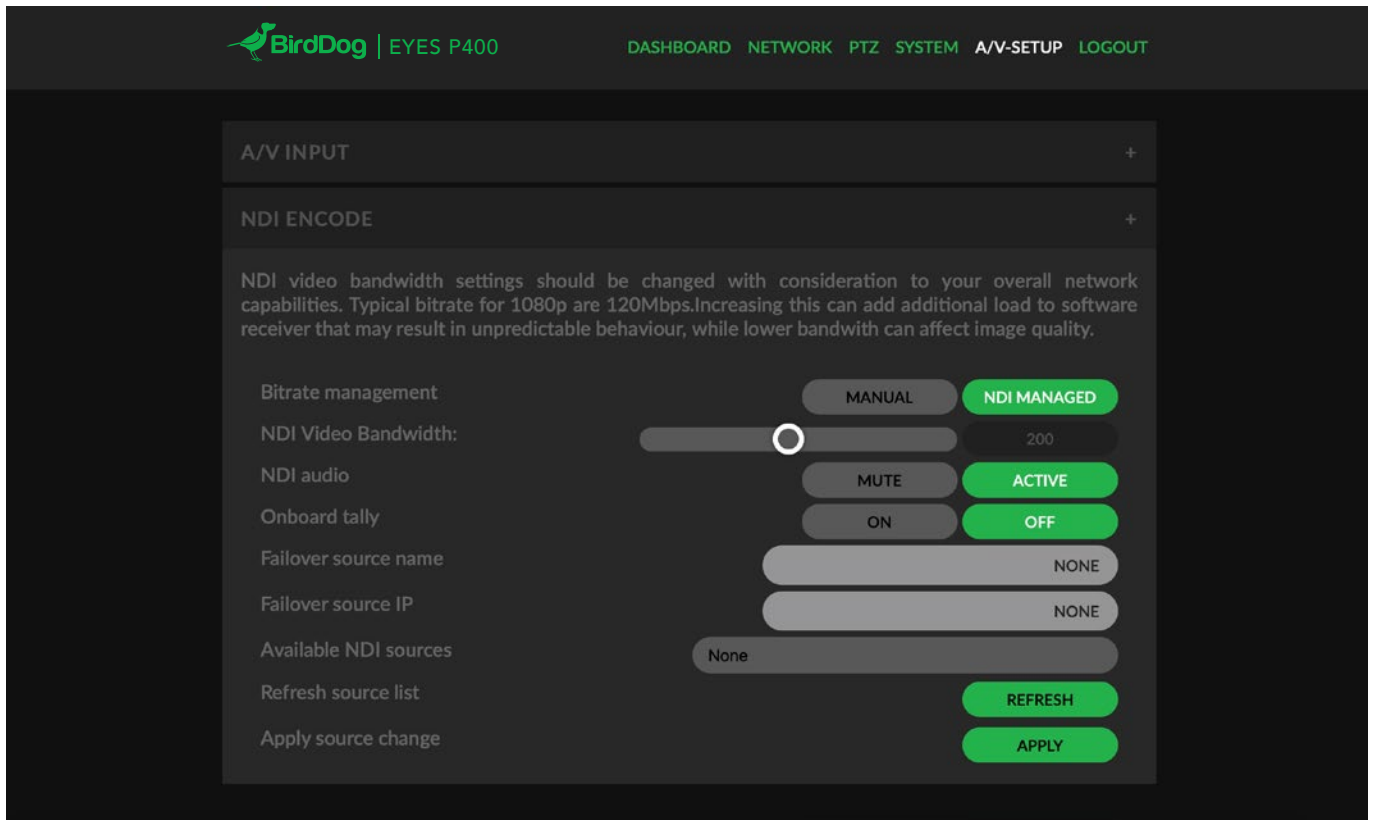 BirdDog | EYES P400
DASHBOARD NETWORK PTZ SYSTEM A/V-SETUP LOGOUT
A/V INPUT +
NDI ENCODE +
NDI video bandwidth settings should be changed with consideration to your overall network
capabilities. Typical bitrate for 1080p are 120Mbps.Increasing this can add additional load to software
receiver that may result in unpredictable behaviour, while lower bandwith can affect image quality.
Bitrate management MANUAL NDI MANAGED
NDI Video Bandwidth: 200
NDI audio MUTE ACTIVE
Onboard tally ON OFF
Failover source name NONE
Failover source IP NONE
Available NDI sources None
Refresh source list REFRESH
Apply source change APPLY